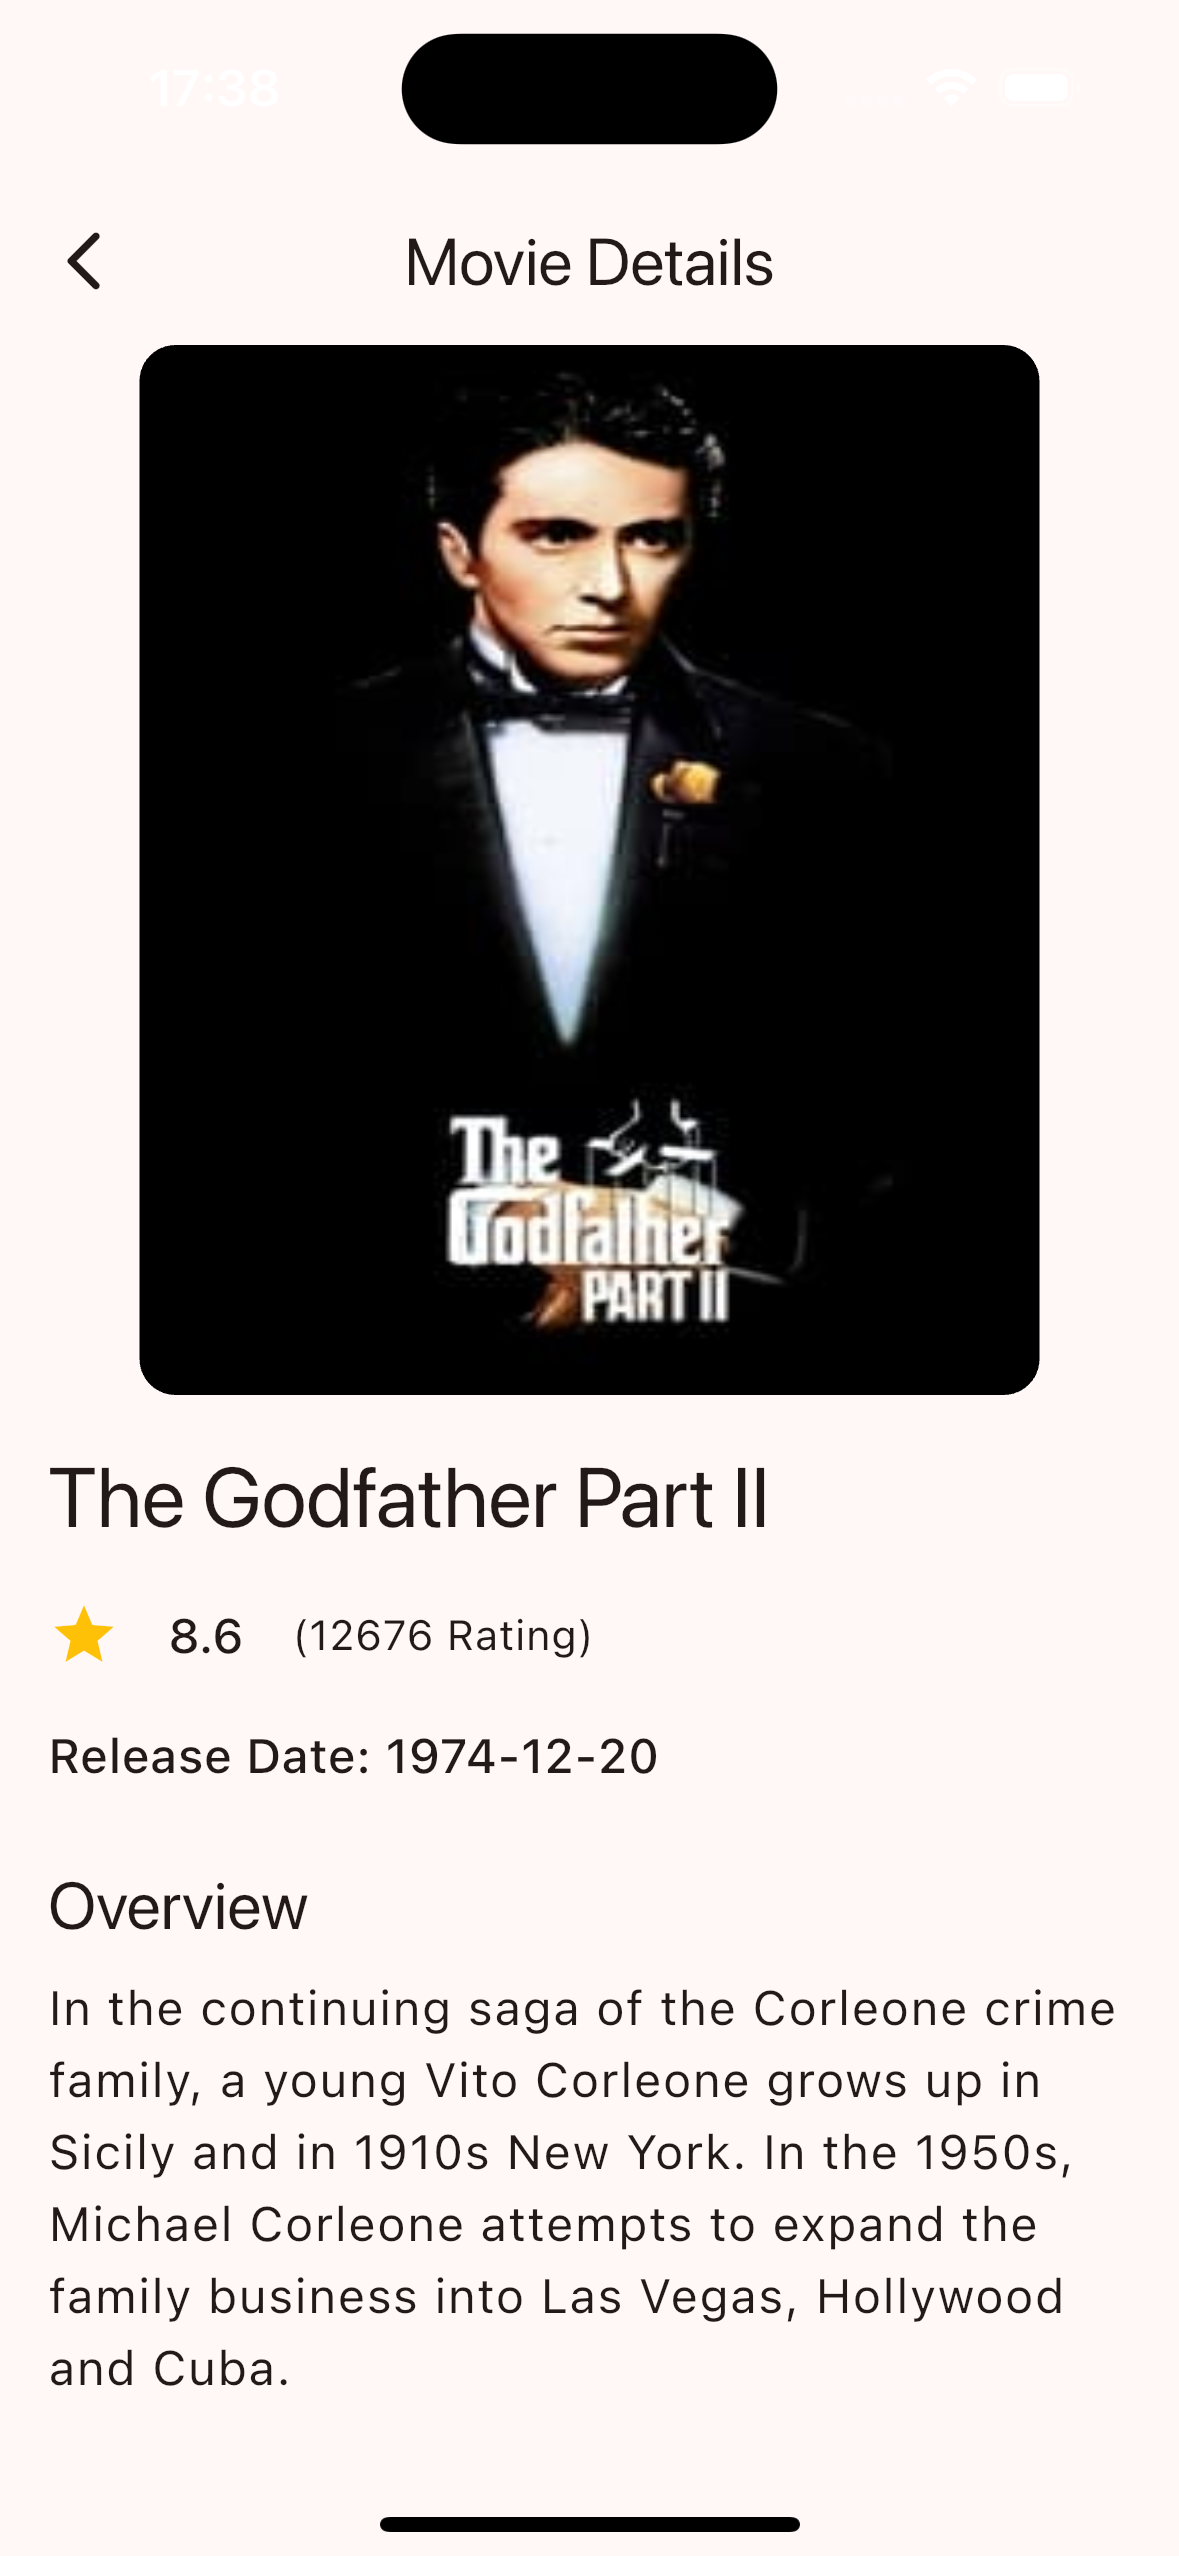 17:38
Movie Details
The
Godfather
PART II
The Godfather Part II
8.6 (12676 Rating)
Release Date: 1974-12-20
Overview
In the continuing saga of the Corleone crime
family, a young Vito Corleone grows up in
Sicily and in 1910s New York. In the 1950s,
Michael Corleone attempts to expand the
family business into Las Vegas, Hollywood
and Cuba.